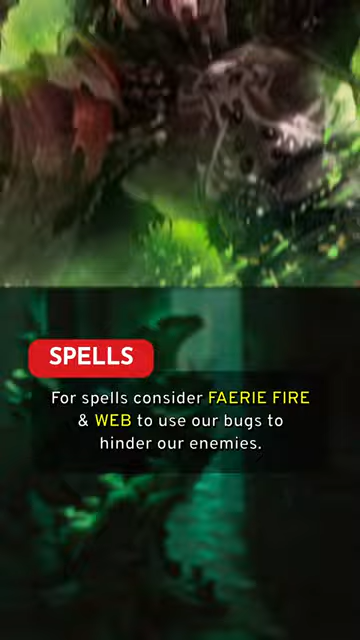 SPELLS
For spells consider FAERIE FIRE
& WEB to use our bugs to
hinder our enemies.